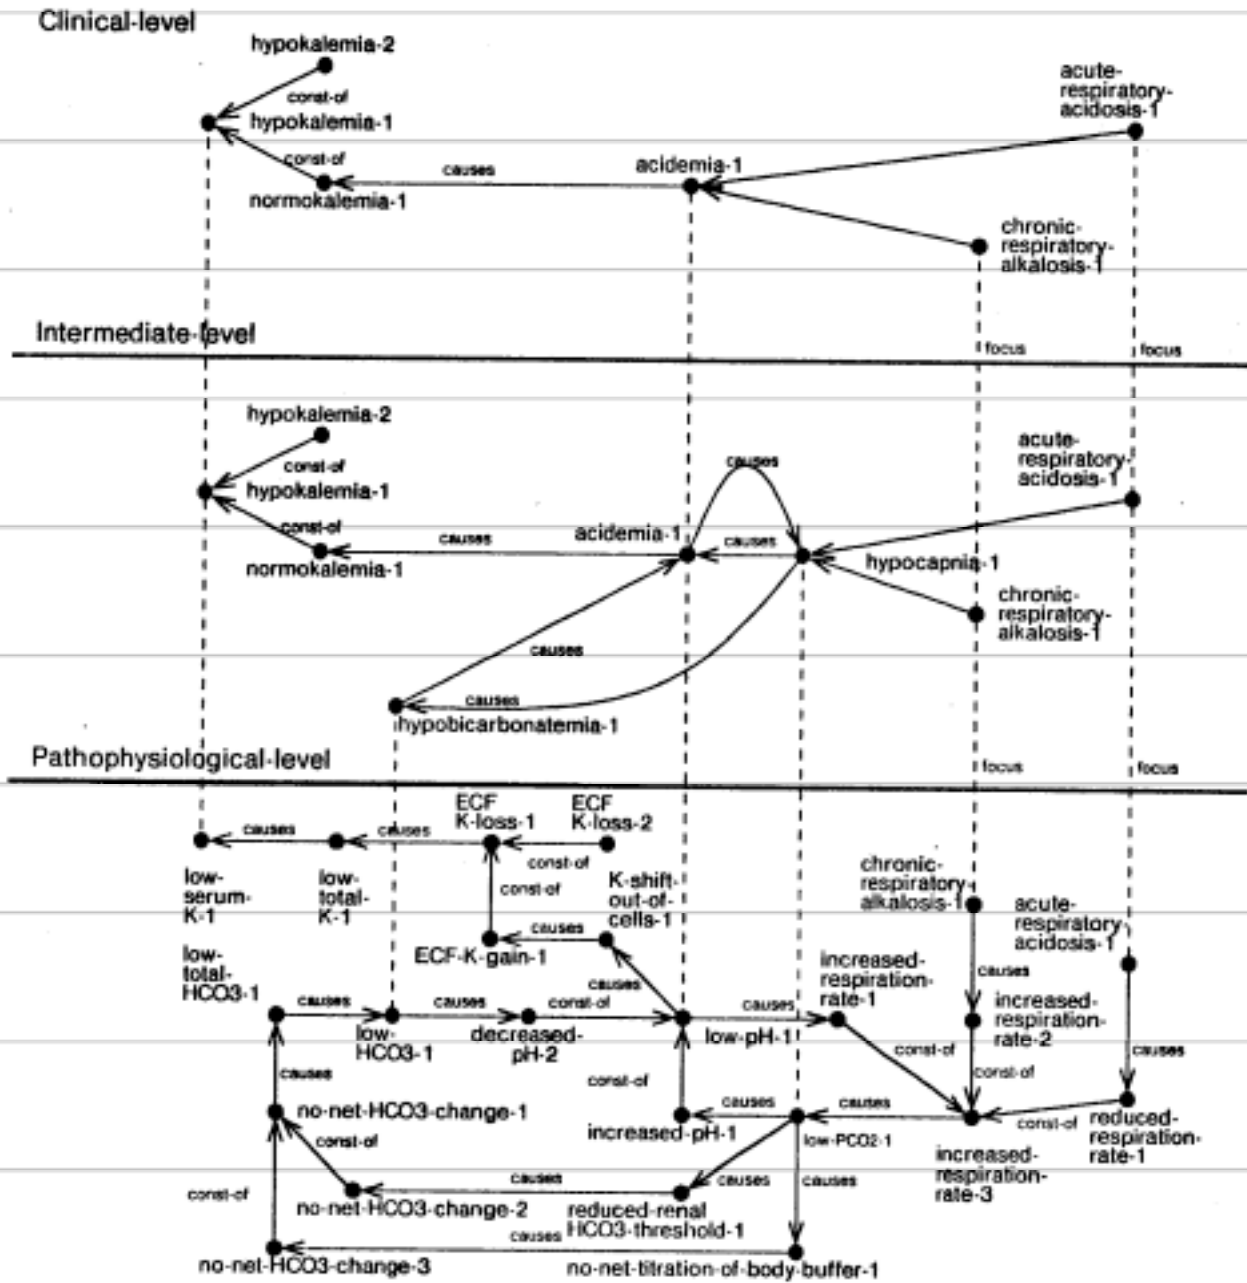 Clinical-level
hypokalemia-2
const-of
hypokalemia-1
const-of
normokalemia-1
causes
acidemia-1
acute-
respiratory-
acidosis-1
chronic-
respiratory-
alkalosis-1
Intermediate-level
focus
focus
hypokalemia-2
const-of
hypokalemia-1
const-of
normokalemia-1
causes
acidemia-1
causes
causes
hypocapnia-1
acute-
respiratory-
acidosis-1
chronic-
respiratory-
alkalosis-1
causes
causes
hypobicarbonatemia-1
Pathophysiological-level
focus
focus
ECF
K-loss-1
ECF
K-loss-2
causes
causes
const-of
low-
serum-
K-1
low-
total-
K-1
const-of
K-shift-
out-of-
cells-1
chronic-
respiratory-
alkalosis-1
acute-
respiratory
acidosis-1
causes
ECF-K-gain-1
low-
total-
HCO3-1
causes
increased-
respiration-
rate-1
causes
causes
causes
const-of
causes
low-
HCO3-1
decreased-
pH-2
low-pH-1
increased-
respiration-
rate-2
const-of
const-of
causes
causes
const-of
no-net-HCO3-change-1
causes
causes
const-of
increased-pH-1
low-PCO2-1
reduced-
respiration-
rate-1
increased-
respiration-
rate-3
const-of
const-of
causes
causes
causes
no-net-HCO3-change-2
reduced-renal
HCO3-threshold-1
causes
no-net-HCO3-change-3
no-net-titration-of-body-buffer-1